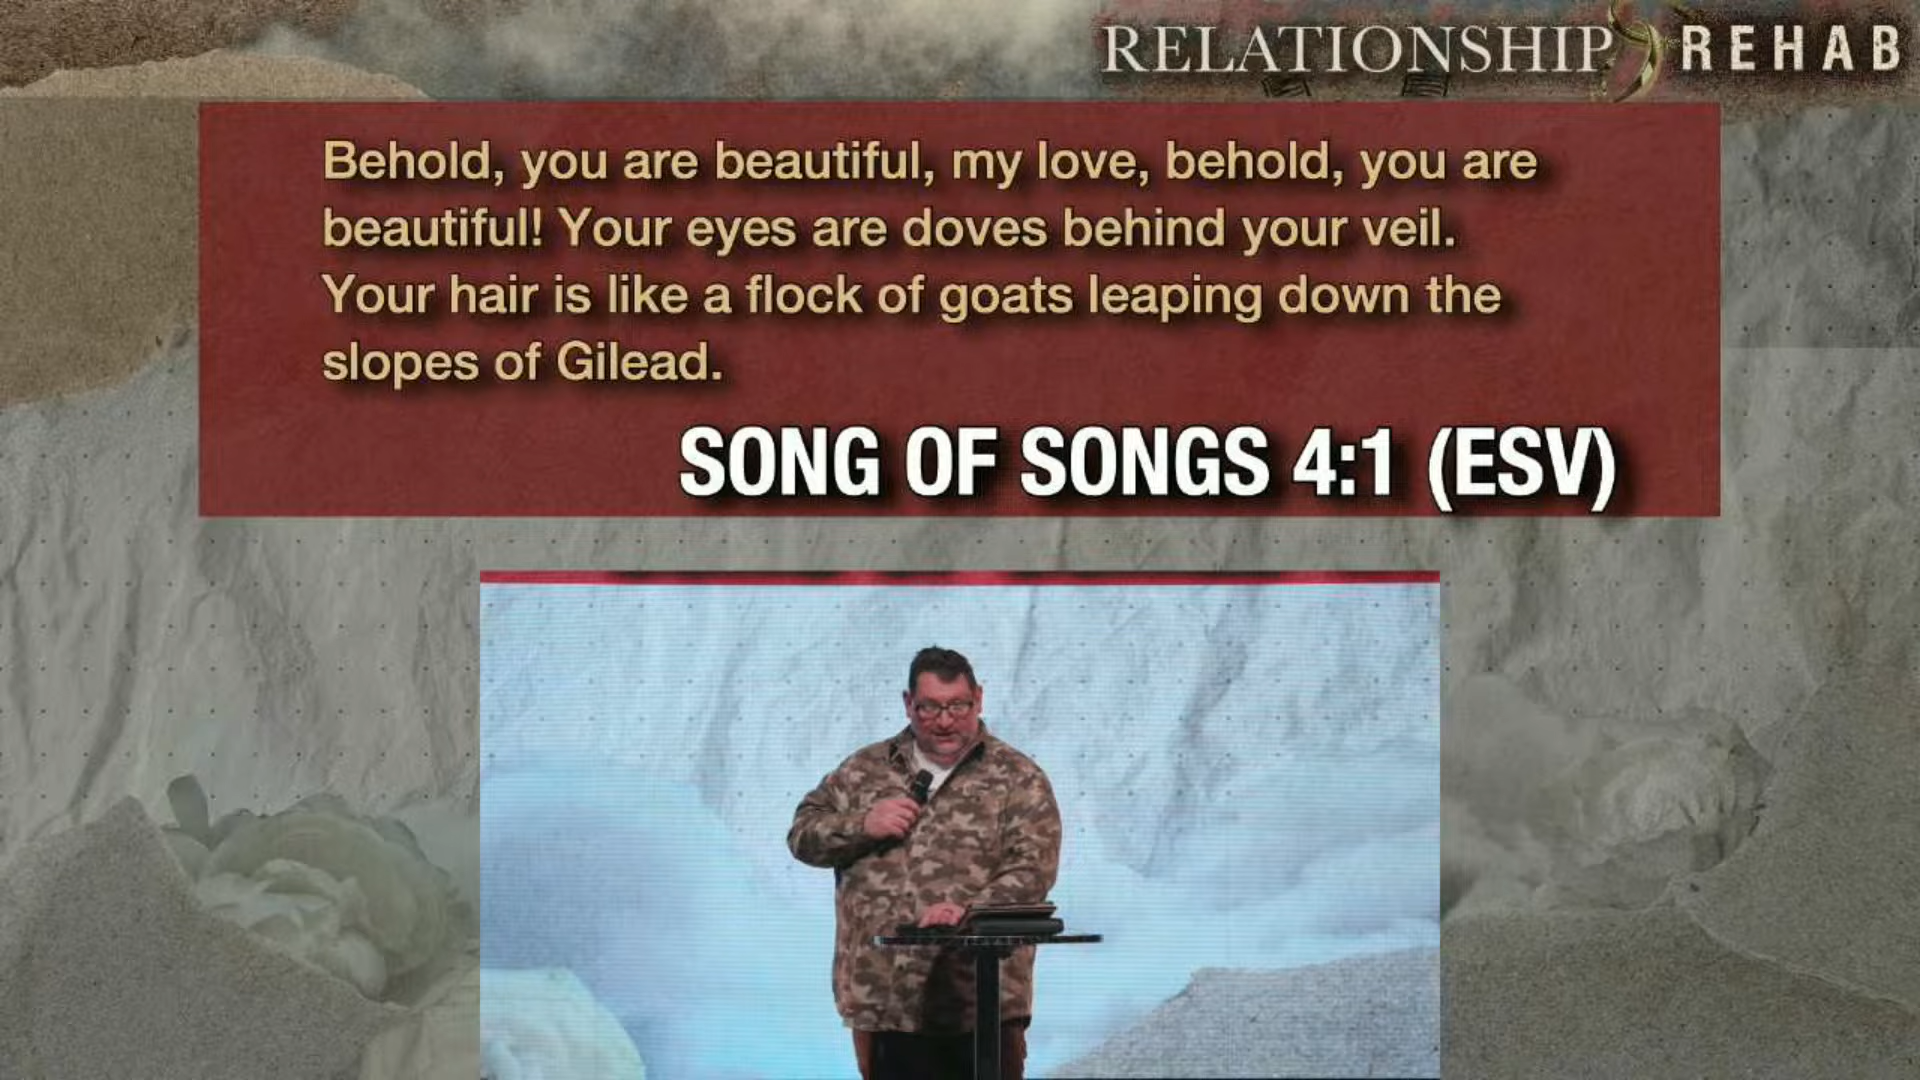 RELATIONSHIP REHAB
Behold, you are beautiful, my love, behold, you are
beautiful! Your eyes are doves behind your veil.
Your hair is like a flock of goats leaping down the
slopes of Gilead.
SONG OF SONGS 4:1 (ESV)